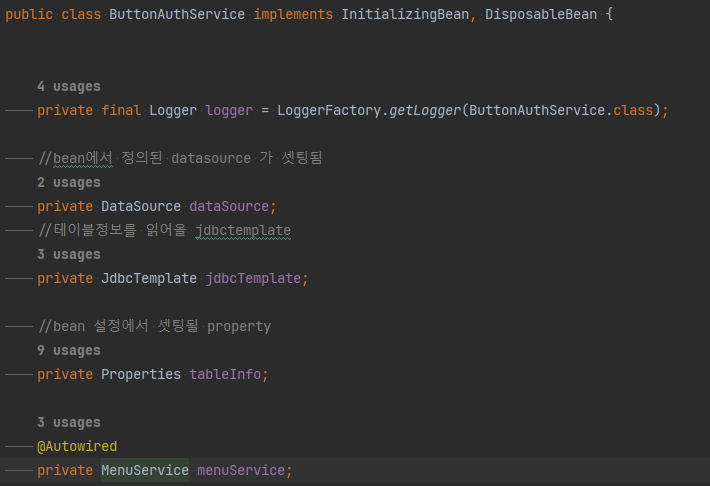 public class ButtonAuthService implements InitializingBean, DisposableBean {
4 usages
private final Logger logger = LoggerFactory.getLogger(ButtonAuthService.class);
//bean에서 정의된 datasource 가 셋팅됨
2 usages
private DataSource dataSource;
//테이블정보를 읽어올 jdbctemplate
3 usages
private JdbcTemplate jdbcTemplate;
//bean 설정에서 셋팅될 property
9 usages
private Properties tableInfo;
3 usages
@Autowired
private MenuService menuService;